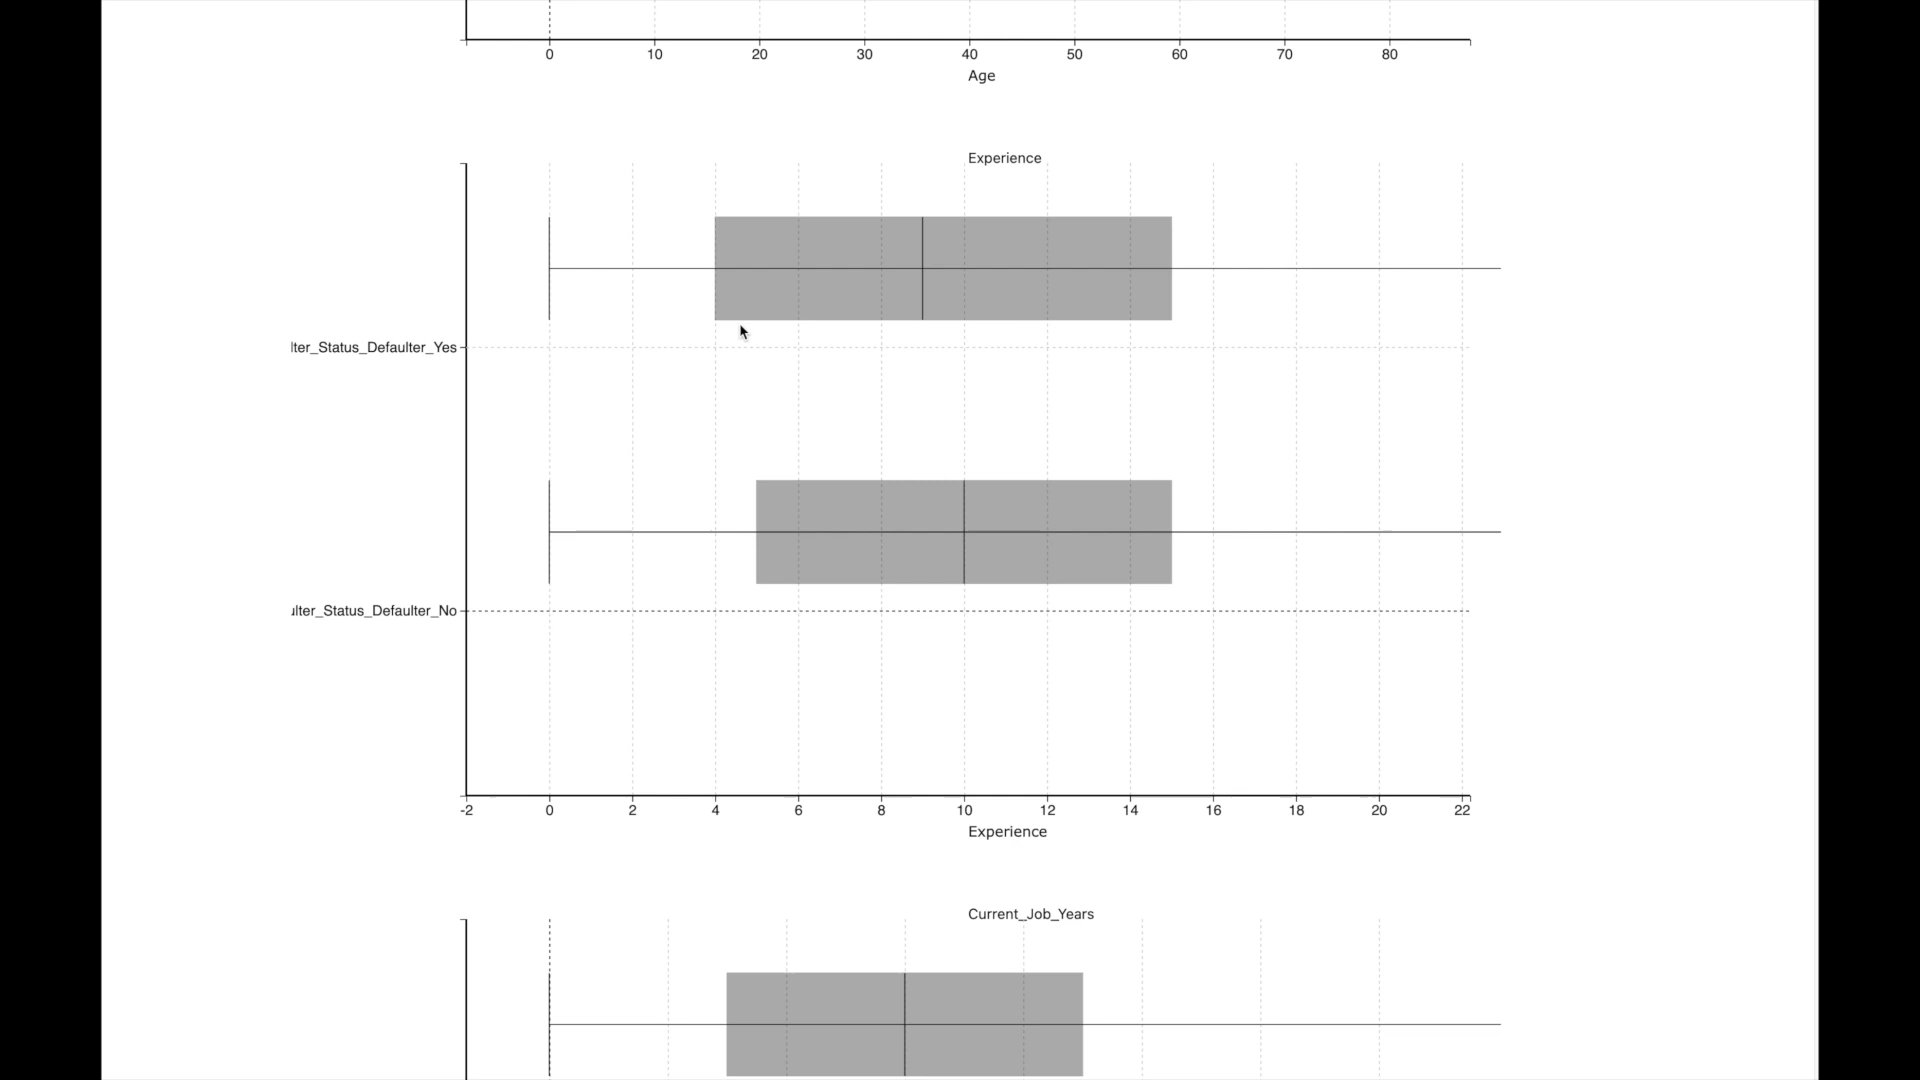 0 10 20 30 40 50 60 70 80
Age
Experience
lter_Status_Defaulter_Yes
ulter_Status_Defaulter_No
-2 0 2 4 6 8 10 12 14 16 18 20 22
Experience
Current_Job_Years